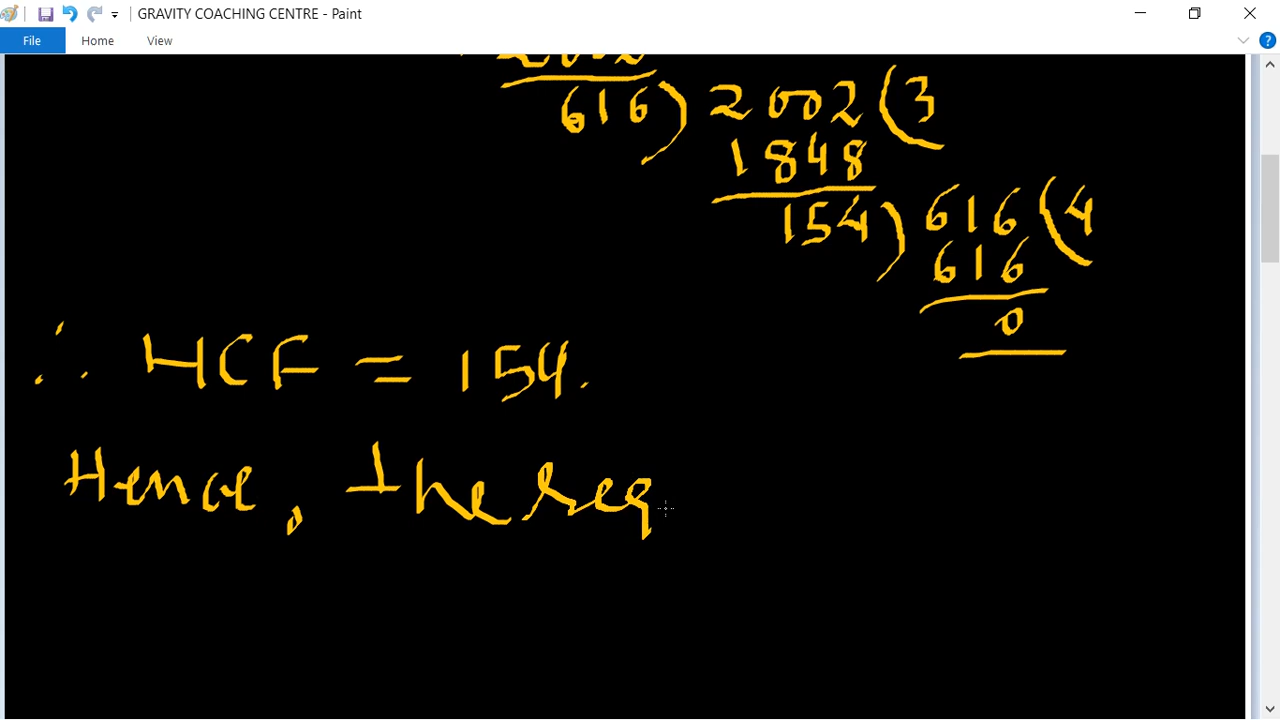 GRAVITY COACHING CENTRE - Paint
File Home View
2002
616) 2002 (3
1848
154) 616 (4
616
0
∴ HCF = 154.
Hence, the req